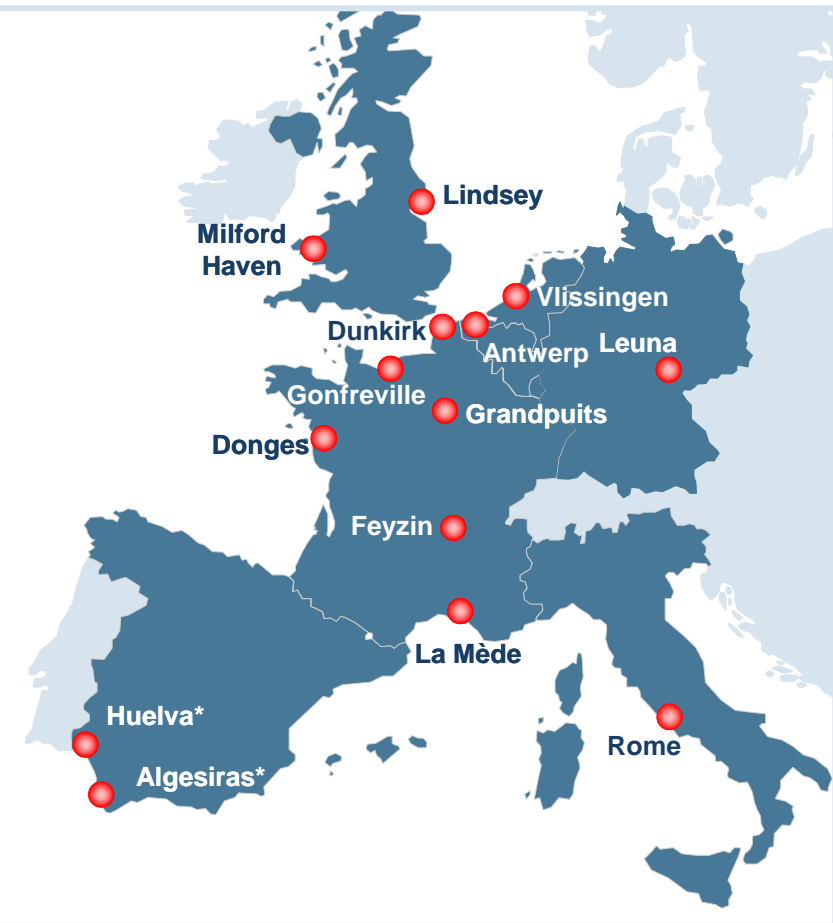 Lindsey
Milford
Haven
Vlissingen
Dunkirk
Antwerp
Leuna
Gonfreville
Grandpuits
Donges
Feyzin
La Mède
Huelva*
Rome
Algesiras*